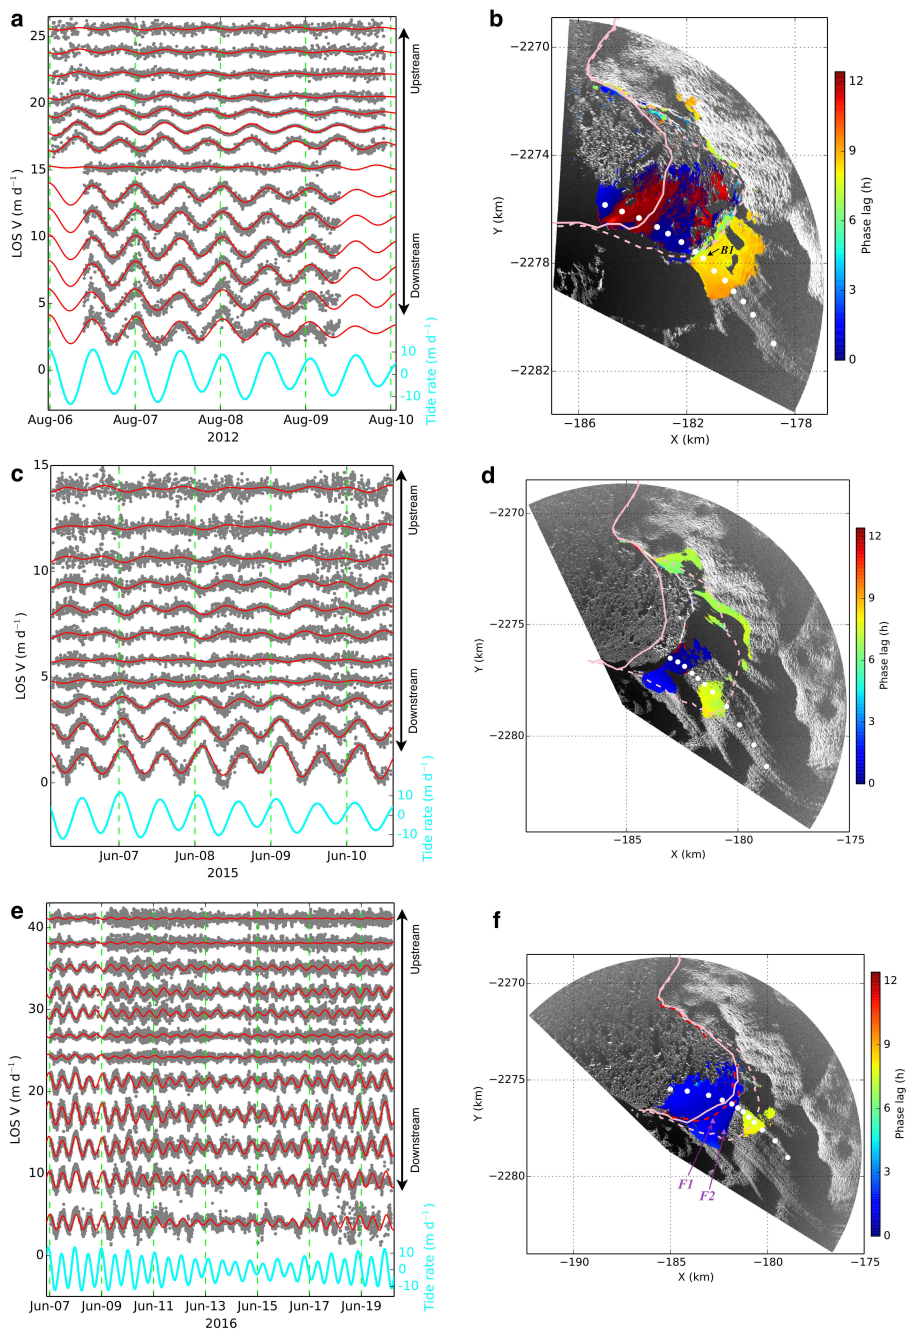 a
25
20
15
10
5
0
LOS V (m d⁻¹)
Upstream
Downstream
10
0
−10
Tide rate (m d⁻¹)
Aug-06 Aug-07 Aug-08 Aug-09 Aug-10
2012
b
−2270
−2274
−2278
−2282
Y (km)
B1
−186 −182 −178
X (km)
12
9
6
3
0
Phase lag (h)
c
15
10
5
0
LOS V (m d⁻¹)
Upstream
Downstream
10
0
-10
Tide rate (m d⁻¹)
Jun-07 Jun-08 Jun-09 Jun-10
2015
d
−2270
−2275
−2280
Y (km)
−185 −180 −175
X (km)
12
9
6
3
0
Phase lag (h)
e
40
30
20
10
0
LOS V (m d⁻¹)
Upstream
Downstream
10
0
-10
Tide rate (m d⁻¹)
Jun-07 Jun-09 Jun-11 Jun-13 Jun-15 Jun-17 Jun-19
2016
f
−2270
−2275
−2280
Y (km)
F1
F2
−190 −185 −180 −175
X (km)
12
9
6
3
0
Phase lag (h)